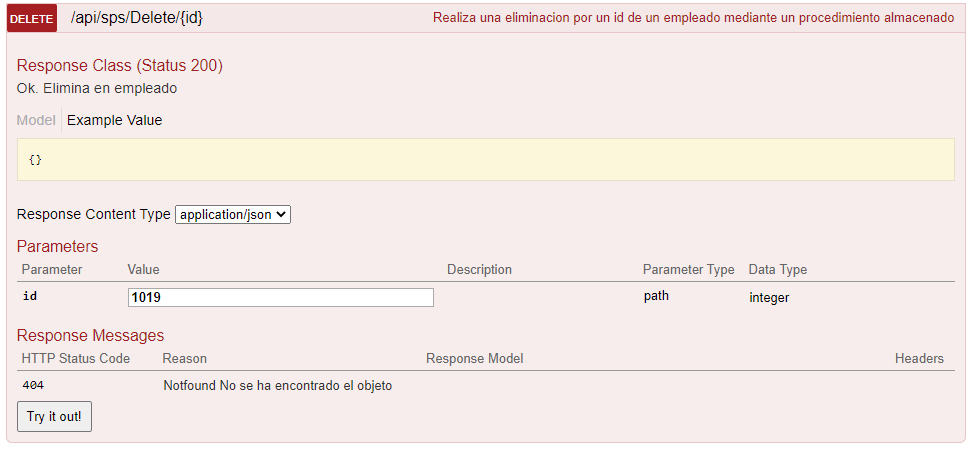 DELETE /api/sps/Delete/{id} Realiza una eliminacion por un id de un empleado mediante un procedimiento almacenado
Response Class (Status 200)
Ok. Elimina en empleado
Model Example Value
{}
Response Content Type application/json
Parameters
Parameter Value Description Parameter Type Data Type
id 1019 path integer
Response Messages
HTTP Status Code Reason Response Model Headers
404 Notfound No se ha encontrado el objeto
Try it out!